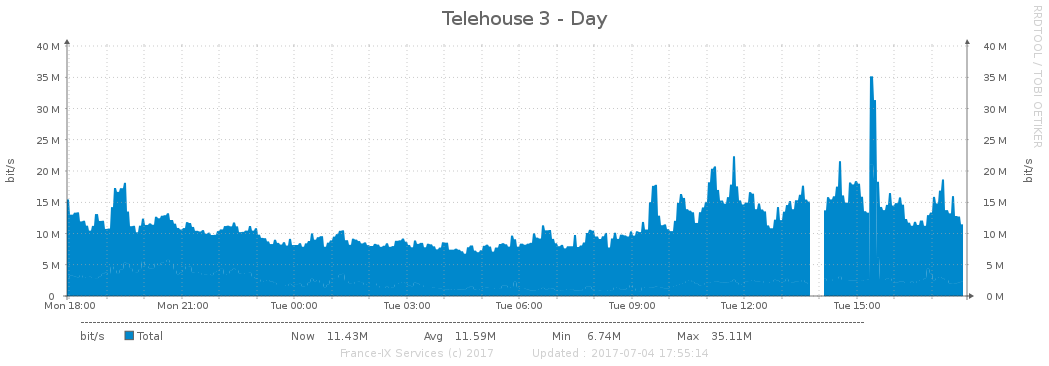 Telehouse 3 - Day
RRDTOOL / TOBI OETIKER
bit/s
40 M 40 M
35 M 35 M
30 M 30 M
25 M 25 M
20 M 20 M
15 M 15 M
10 M 10 M
5 M 5 M
0 0 M
bit/s
Mon 18:00 Mon 21:00 Tue 00:00 Tue 03:00 Tue 06:00 Tue 09:00 Tue 12:00 Tue 15:00
bit/s Total Now 11.43M Avg 11.59M Min 6.74M Max 35.11M
France-IX Services (c) 2017 Updated : 2017-07-04 17:55:14